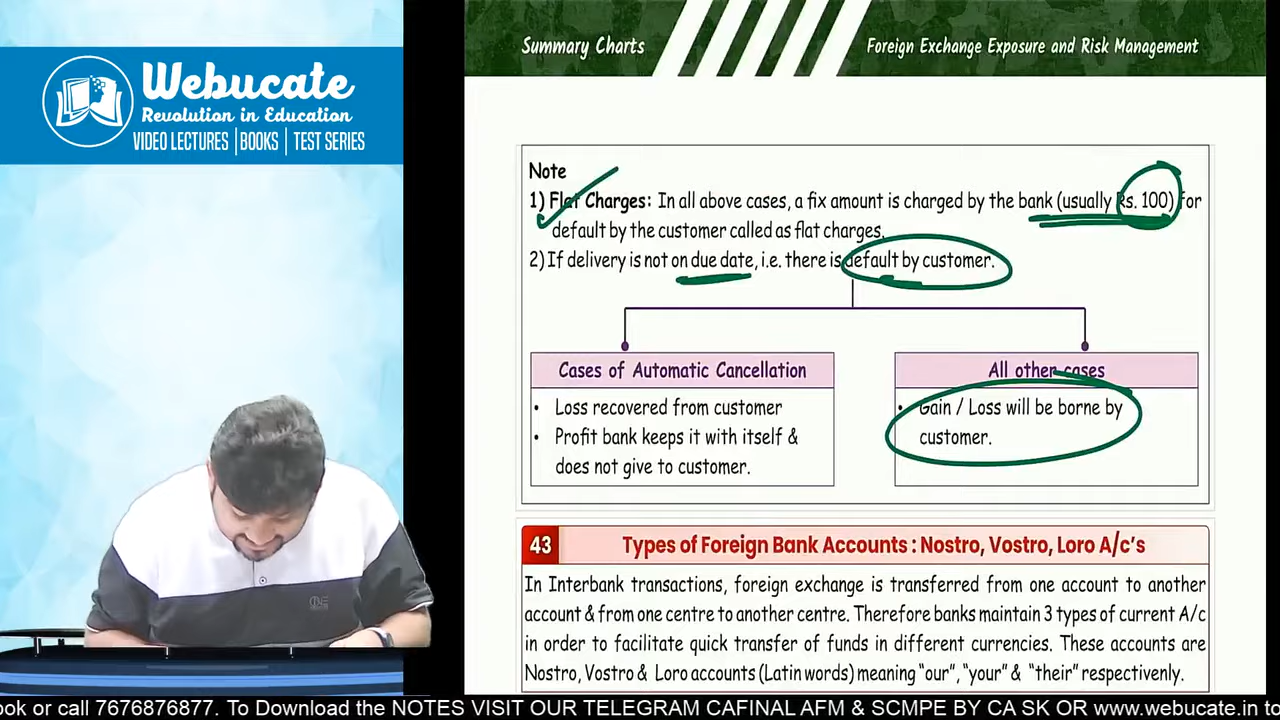 Webucate
Revolution in Education
VIDEO LECTURES | BOOKS | TEST SERIES
Summary Charts
Foreign Exchange Exposure and Risk Management
Note
1) Flat Charges: In all above cases, a fix amount is charged by the bank (usually Rs. 100) for
default by the customer called as flat charges.
2) If delivery is not on due date, i.e. there is default by customer.
Cases of Automatic Cancellation
• Loss recovered from customer
• Profit bank keeps it with itself &
does not give to customer.
All other cases
• Gain / Loss will be borne by
customer.
43 Types of Foreign Bank Accounts : Nostro, Vostro, Loro A/c's
In Interbank transactions, foreign exchange is transferred from one account to another
account & from one centre to another centre. Therefore banks maintain 3 types of current A/c
in order to facilitate quick transfer of funds in different currencies. These accounts are
Nostro, Vostro & Loro accounts (Latin words) meaning "our", "your" & "their" respectivenly.
ook or call 7676876877. To Download the NOTES VISIT OUR TELEGRAM CAFINAL AFM & SCMPE BY CA SK OR www.webucate.in to